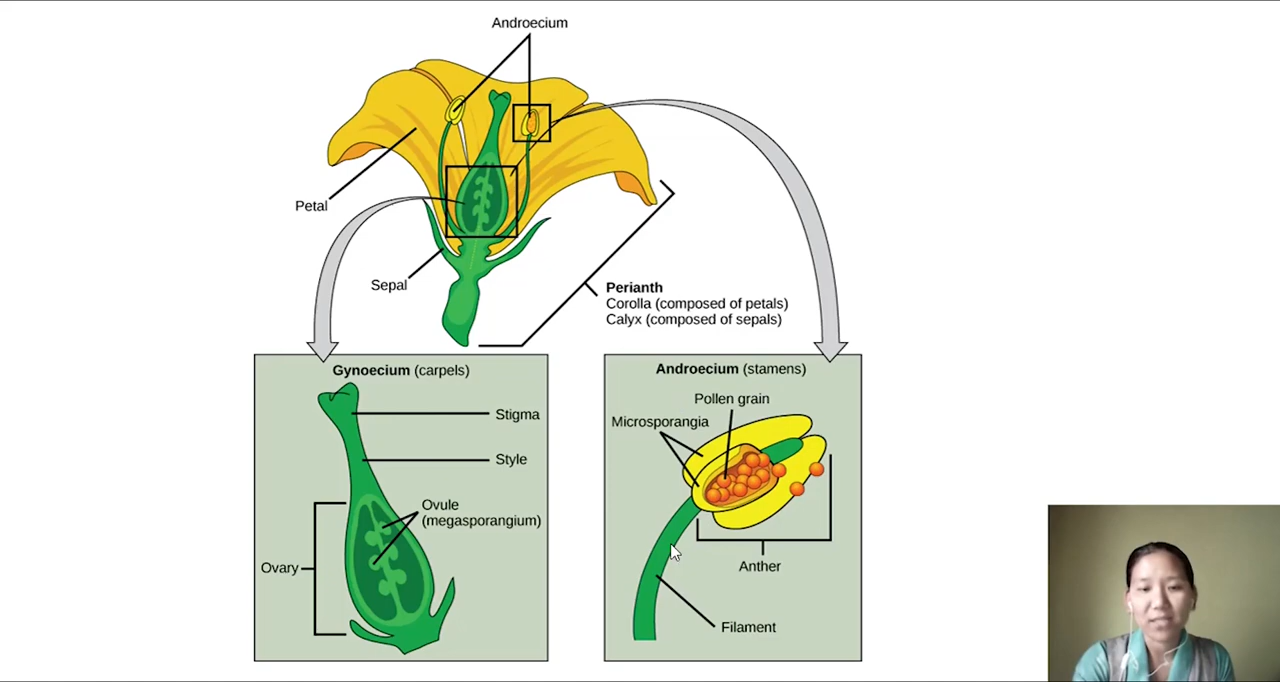 Androecium
Petal
Sepal
Perianth
Corolla (composed of petals)
Calyx (composed of sepals)
Gynoecium (carpels)
Stigma
Style
Ovule
(megasporangium)
Ovary
Androecium (stamens)
Pollen grain
Microsporangia
Anther
Filament